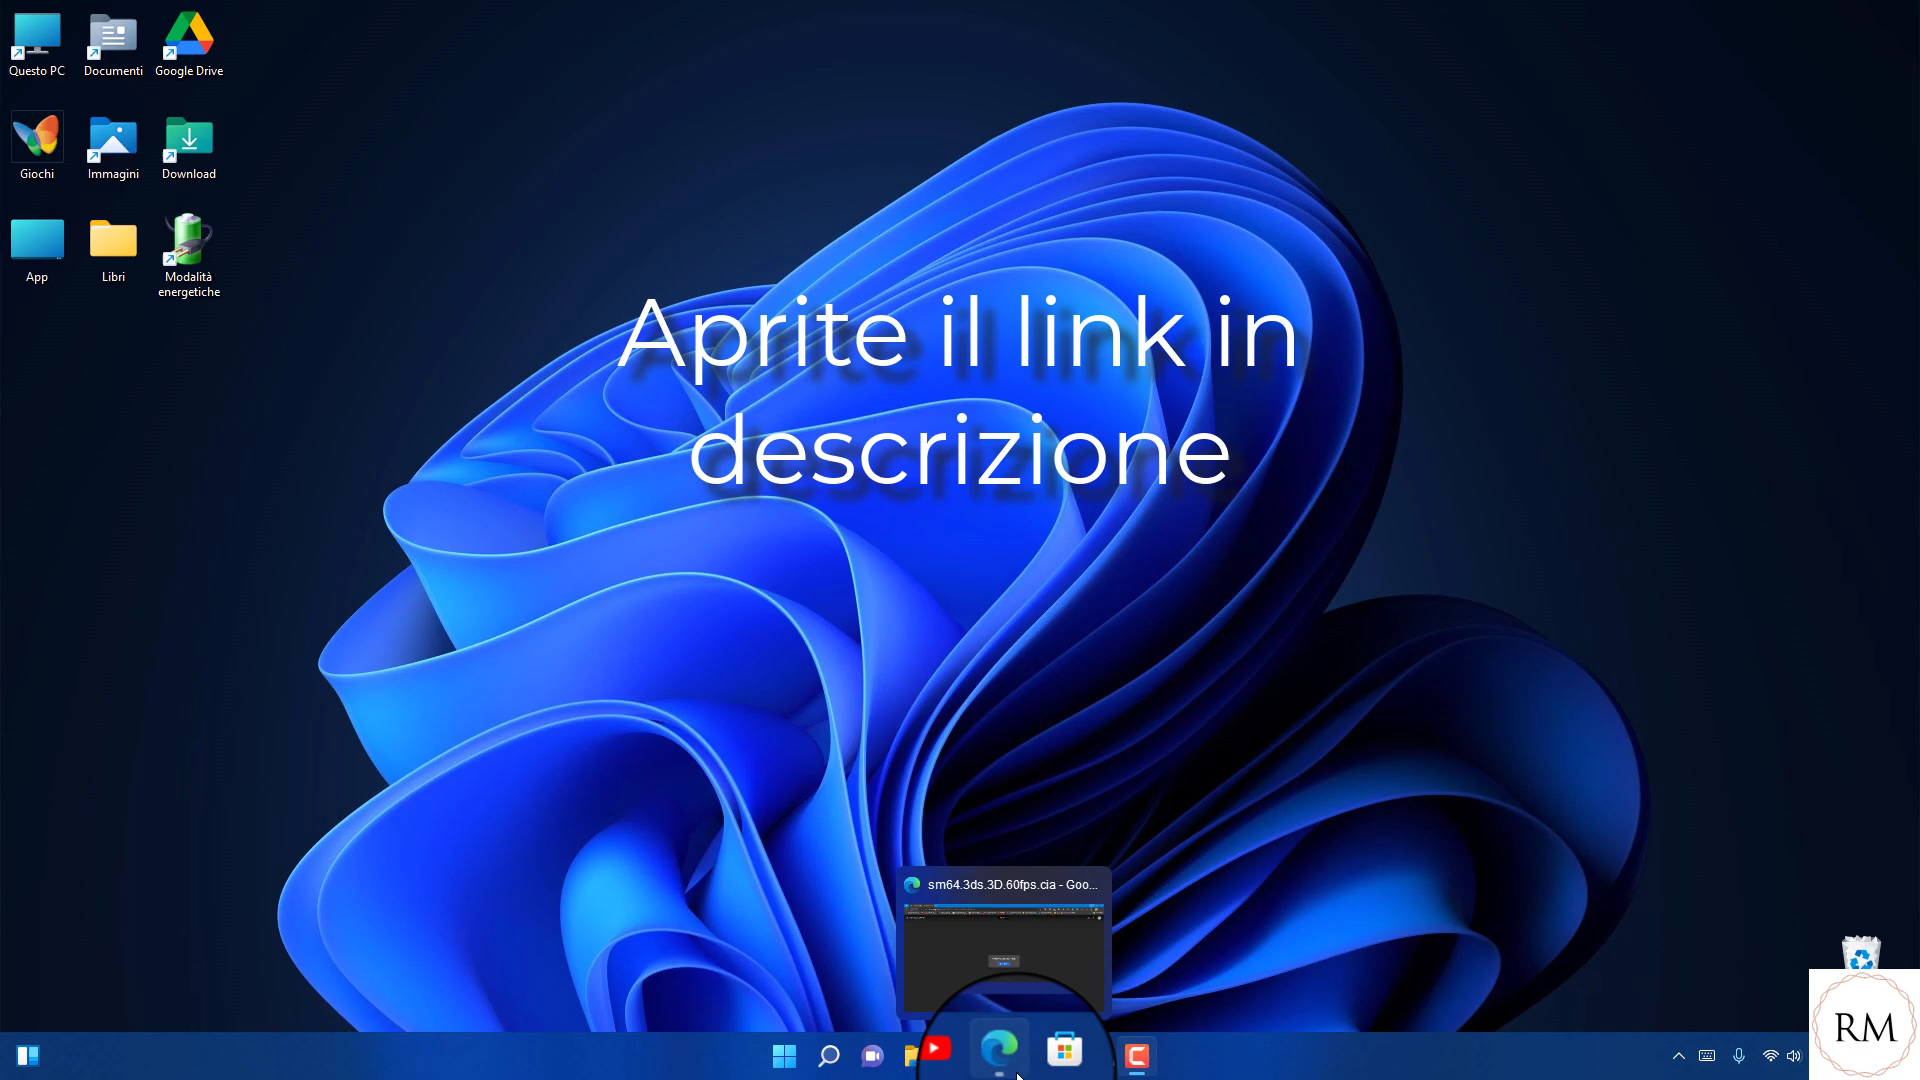 Questo PC
Documenti
Google Drive
Giochi
Immagini
Download
App
Libri
Modalità
energetiche
Aprite il link in
descrizione
sm64.3ds.3D.60fps.cia - Goo...
RM